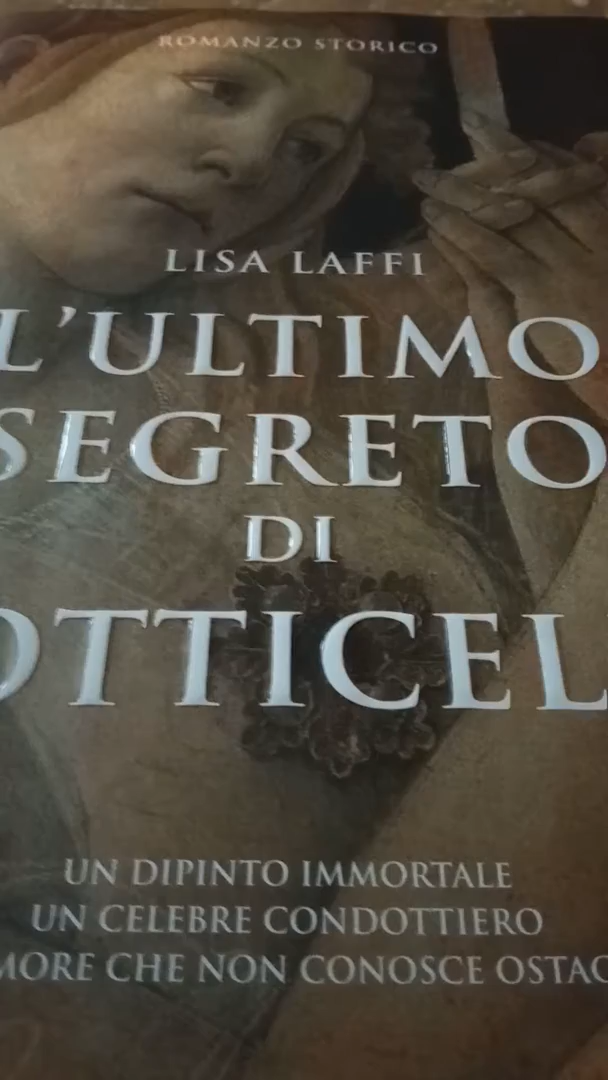 ROMANZO STORICO
LISA LAFFI
L'ULTIMO
SEGRETO
DI
OTTICEL
UN DIPINTO IMMORTALE
UN CELEBRE CONDOTTIERO
MORE CHE NON CONOSCE OSTAC